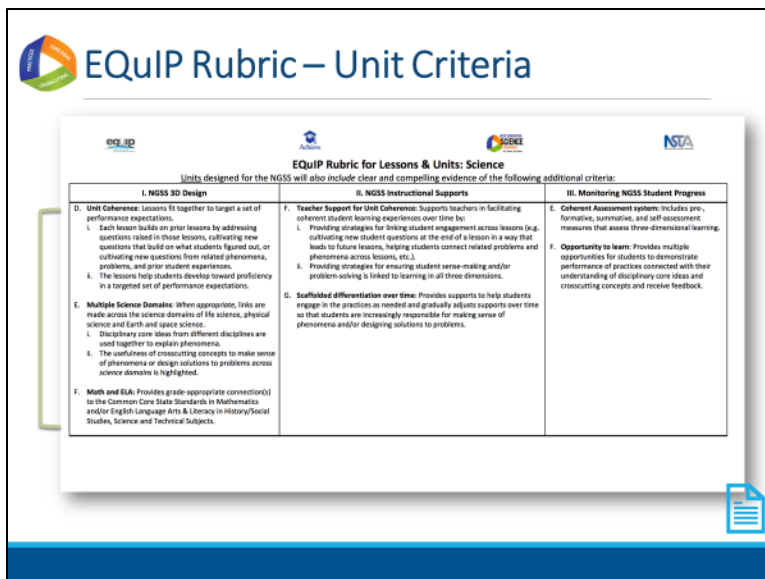 EQuIP Rubric – Unit Criteria
PRACTICES
CORE IDEAS
CROSSCUTTING
equip
Achieve
SCIENCE
NSTA
EQuIP Rubric for Lessons & Units: Science
Units designed for the NGSS will also include clear and compelling evidence of the following additional criteria:
I. NGSS 3D Design
D. Unit Coherence: Lessons fit together to target a set of
performance expectations.
i. Each lesson builds on prior lessons by addressing
questions raised in those lessons, cultivating new
questions that build on what students figured out, or
cultivating new questions from related phenomena,
problems, and prior student experiences.
ii. The lessons help students develop toward proficiency
in a targeted set of performance expectations.
E. Multiple Science Domains: When appropriate, links are
made across the science domains of life science, physical
science and Earth and space science.
i. Disciplinary core ideas from different disciplines are
used together to explain phenomena.
ii. The usefulness of crosscutting concepts to make sense
of phenomena or design solutions to problems across
science domains is highlighted.
F. Math and ELA: Provides grade-appropriate connection(s)
to the Common Core State Standards in Mathematics
and/or English Language Arts & Literacy in History/Social
Studies, Science and Technical Subjects.
II. NGSS Instructional Supports
F. Teacher Support for Unit Coherence: Supports teachers in facilitating
coherent student learning experiences over time by:
i. Providing strategies for linking student engagement across lessons (e.g.
cultivating new student questions at the end of a lesson in a way that
leads to future lessons, helping students connect related problems and
phenomena across lessons, etc.).
ii. Providing strategies for ensuring student sense-making and/or
problem-solving is linked to learning in all three dimensions.
G. Scaffolded differentiation over time: Provides supports to help students
engage in the practices as needed and gradually adjusts supports over time
so that students are increasingly responsible for making sense of
phenomena and/or designing solutions to problems.
III. Monitoring NGSS Student Progress
E. Coherent Assessment system: Includes pre-,
formative, summative, and self-assessment
measures that assess three-dimensional learning.
F. Opportunity to learn: Provides multiple
opportunities for students to demonstrate
performance of practices connected with their
understanding of disciplinary core ideas and
crosscutting concepts and receive feedback.